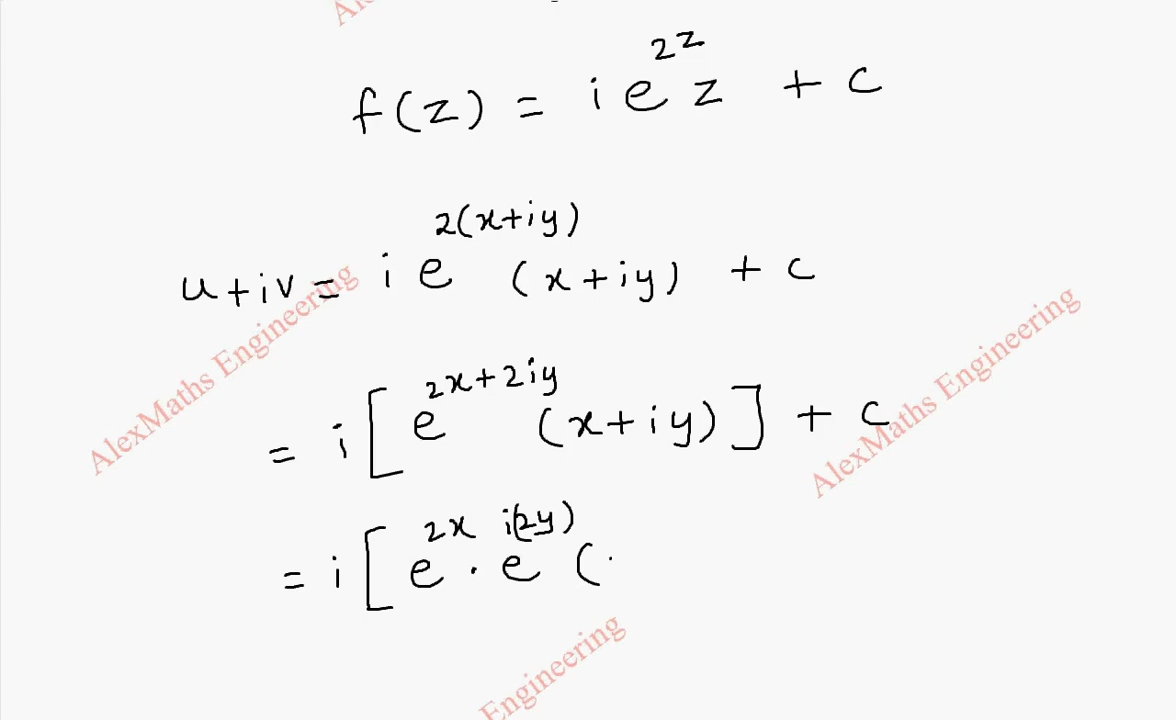 f(z) = i e^{2z} z + c
u+iv = i e^{2(x+iy)} (x+iy) + c
= i [ e^{2x+2iy} (x+iy) ] + c
= i [ e^{2x} . e^{i(2y)} (
AlexMaths Engineering
AlexMaths Engineering
Engineering